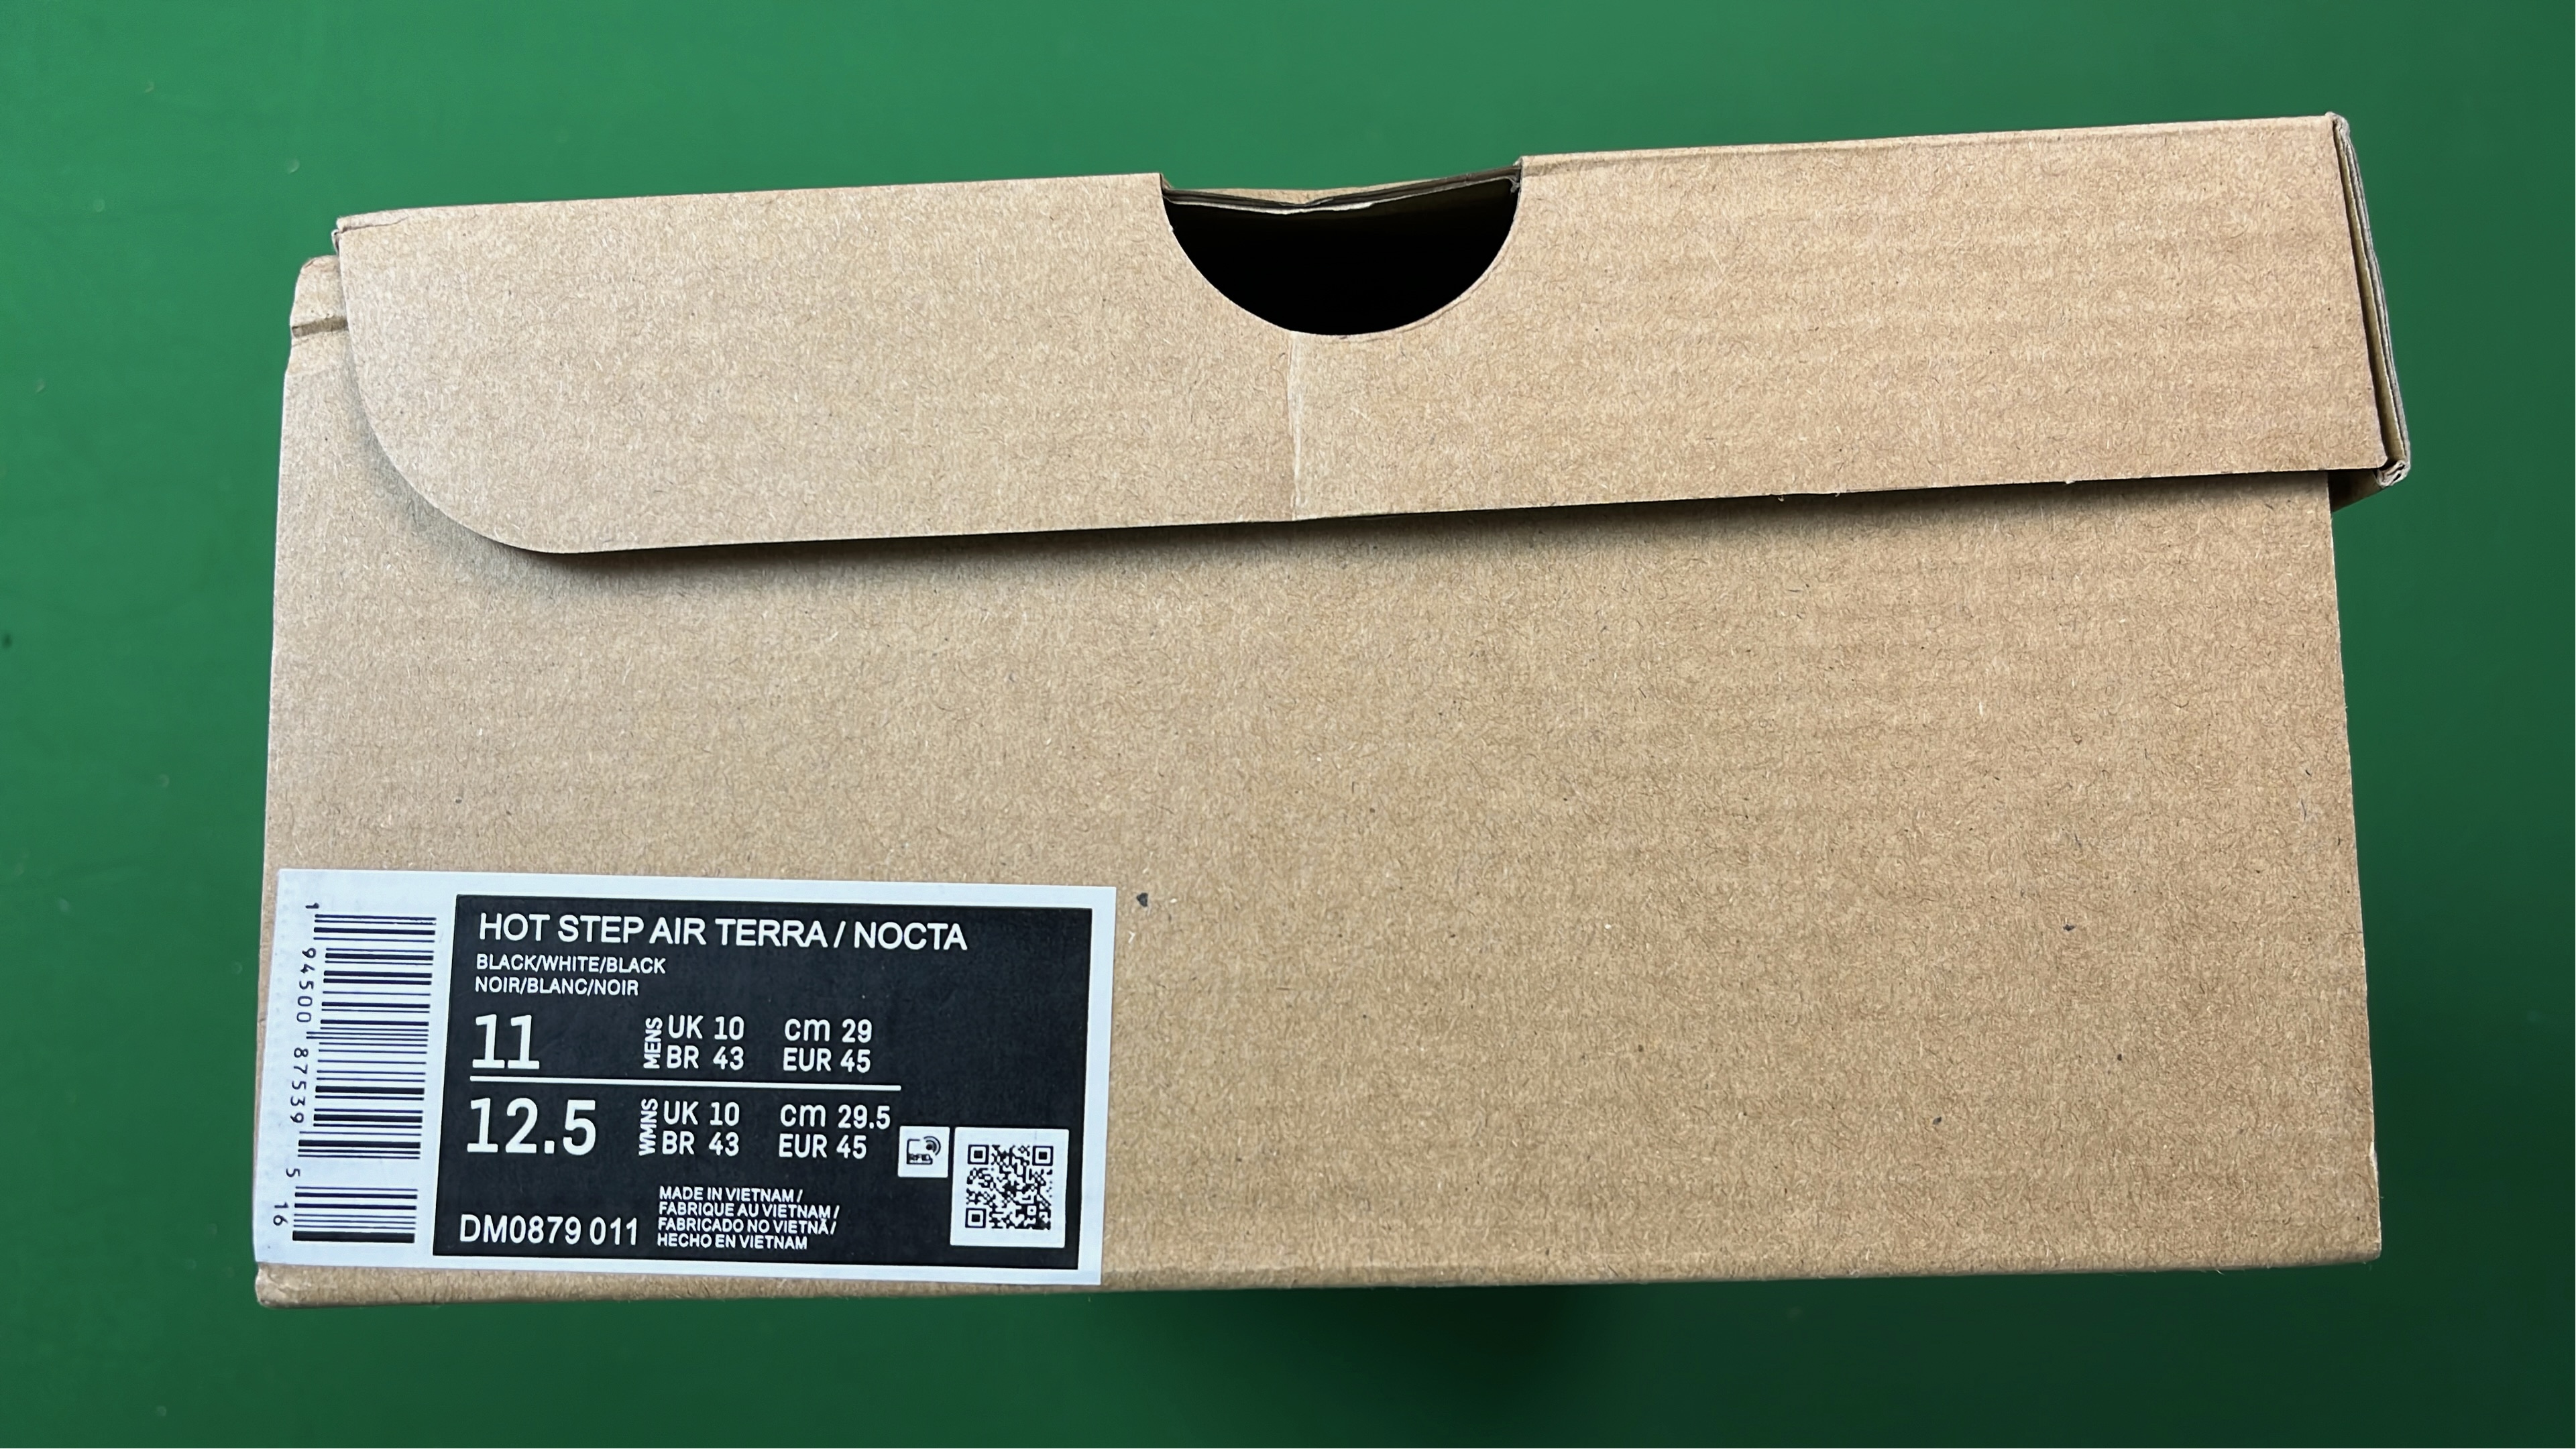 HOT STEP AIR TERRA / NOCTA
BLACK/WHITE/BLACK
NOIR/BLANC/NOIR
11 MENS UK 10 cm 29
BR 43 EUR 45
12.5 WMNS UK 10 cm 29.5
BR 43 EUR 45
RFID
DM0879 011
MADE IN VIETNAM /
FABRIQUE AU VIETNAM /
FABRICADO NO VIETNÃ/
HECHO EN VIETNAM
1 94500 87539 5 16